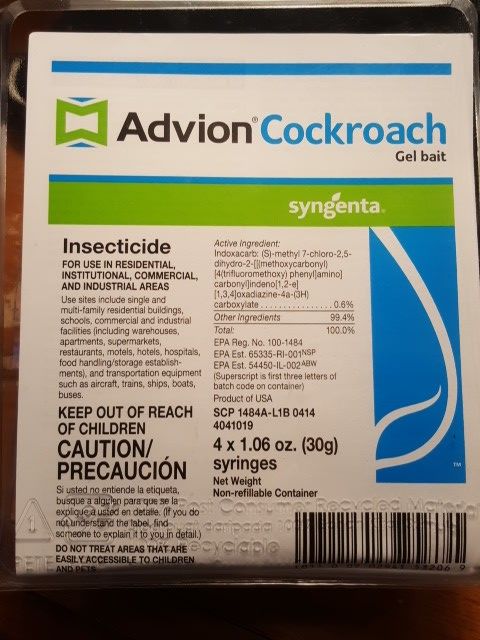 Advion® Cockroach
Gel bait
syngenta
Insecticide
FOR USE IN RESIDENTIAL,
INSTITUTIONAL, COMMERCIAL,
AND INDUSTRIAL AREAS
Use sites include single and
multi-family residential buildings,
schools, commercial and industrial
facilities (including warehouses,
apartments, supermarkets,
restaurants, motels, hotels, hospitals,
food handling/storage establish-
ments), and transportation equipment
such as aircraft, trains, ships, boats,
buses.
KEEP OUT OF REACH
OF CHILDREN
CAUTION/
PRECAUCIÓN
Si usted no entiende la etiqueta,
busque a alguien para que se la
explique a usted en detalle. (If you do
not understand the label, find
someone to explain it to you in detail.)
DO NOT TREAT AREAS THAT ARE
EASILY ACCESSIBLE TO CHILDREN
AND PETS
Active Ingredient:
Indoxacarb: (S)-methyl 7-chloro-2,5-
dihydro-2-[[(methoxycarbonyl)
[4(trifluoromethoxy) phenyl]amino]
carbonyl]indeno[1,2-e]
[1,3,4]oxadiazine-4a-(3H)
carboxylate . . . . . . . . . . . . . . . . 0.6%
Other Ingredients 99.4%
Total: 100.0%
EPA Reg. No. 100-1484
EPA Est. 65335-RI-001NSP
EPA Est. 54450-IL-002ABW
(Superscript is first three letters of
batch code on container)
Product of USA
SCP 1484A-L1B 0414
4041019
4 x 1.06 oz. (30g)
syringes
Net Weight
Non-refillable Container
TM
1
PETE
Consumer Recycled Material